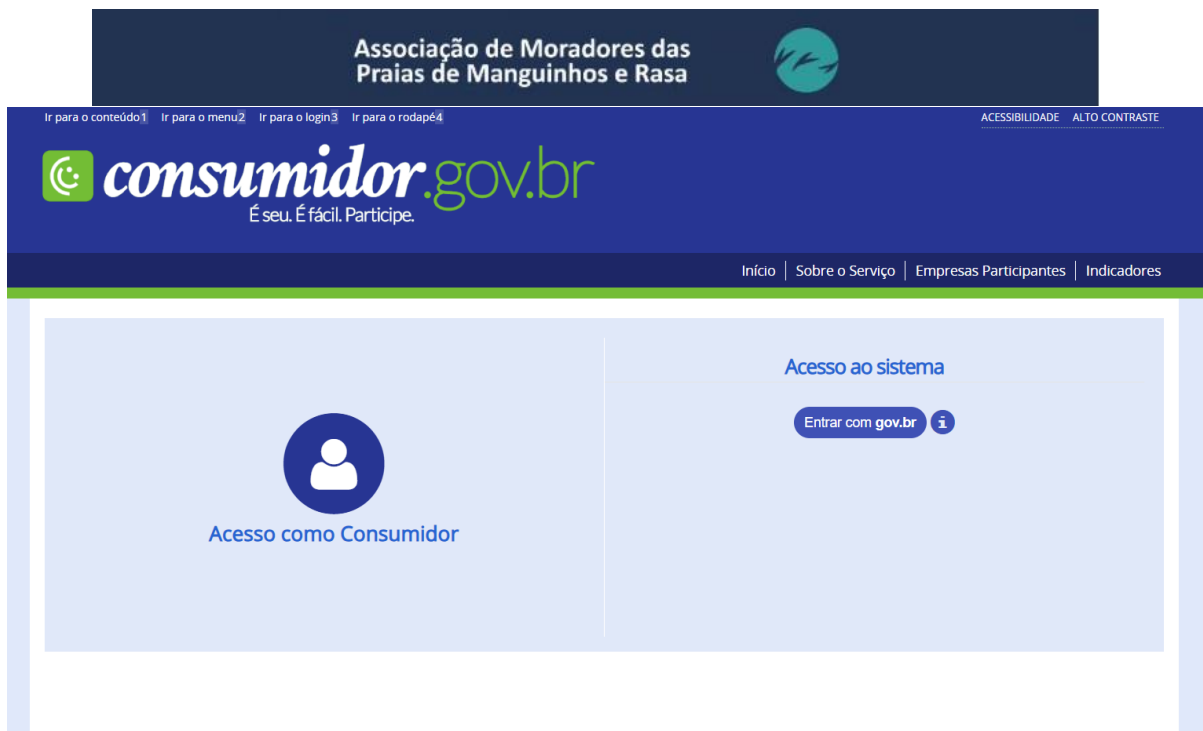 Associação de Moradores das
Praias de Manguinhos e Rasa
Ir para o conteúdo1 Ir para o menu2 Ir para o login3 Ir para o rodapé4
ACESSIBILIDADE ALTO CONTRASTE
consumidor.gov.br
É seu. É fácil. Participe.
Início | Sobre o Serviço | Empresas Participantes | Indicadores
Acesso como Consumidor
Acesso ao sistema
Entrar com gov.br i